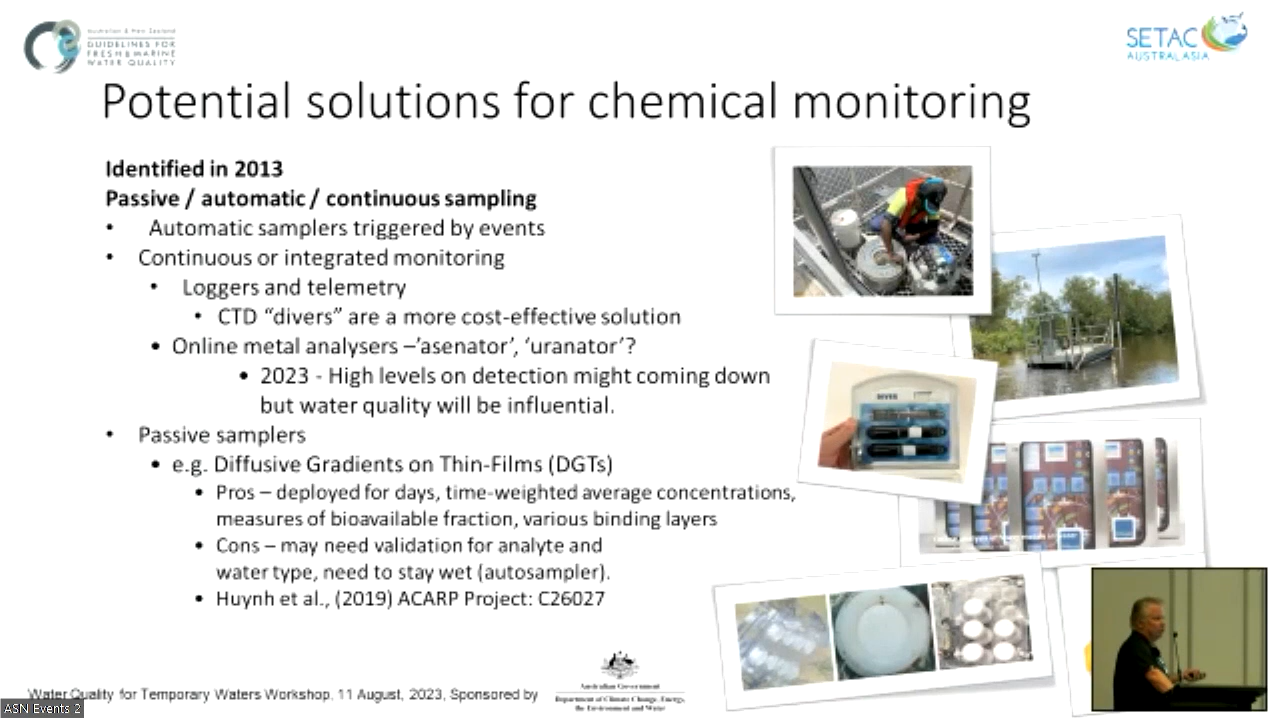 Australian & New Zealand
GUIDELINES FOR
FRESH & MARINE
WATER QUALITY
SETAC
AUSTRALASIA
Potential solutions for chemical monitoring
Identified in 2013
Passive / automatic / continuous sampling
• Automatic samplers triggered by events
• Continuous or integrated monitoring
• Loggers and telemetry
• CTD “divers” are a more cost-effective solution
• Online metal analysers –’asenator’, ‘uranator’?
• 2023 - High levels on detection might coming down
but water quality will be influential.
• Passive samplers
• e.g. Diffusive Gradients on Thin-Films (DGTs)
• Pros – deployed for days, time-weighted average concentrations,
measures of bioavailable fraction, various binding layers
• Cons – may need validation for analyte and
water type, need to stay wet (autosampler).
• Huynh et al., (2019) ACARP Project: C26027
DIVER
Water Quality for Temporary Waters Workshop, 11 August, 2023, Sponsored by
Australian Government
Department of Climate Change, Energy,
the Environment and Water
ASN Events 2